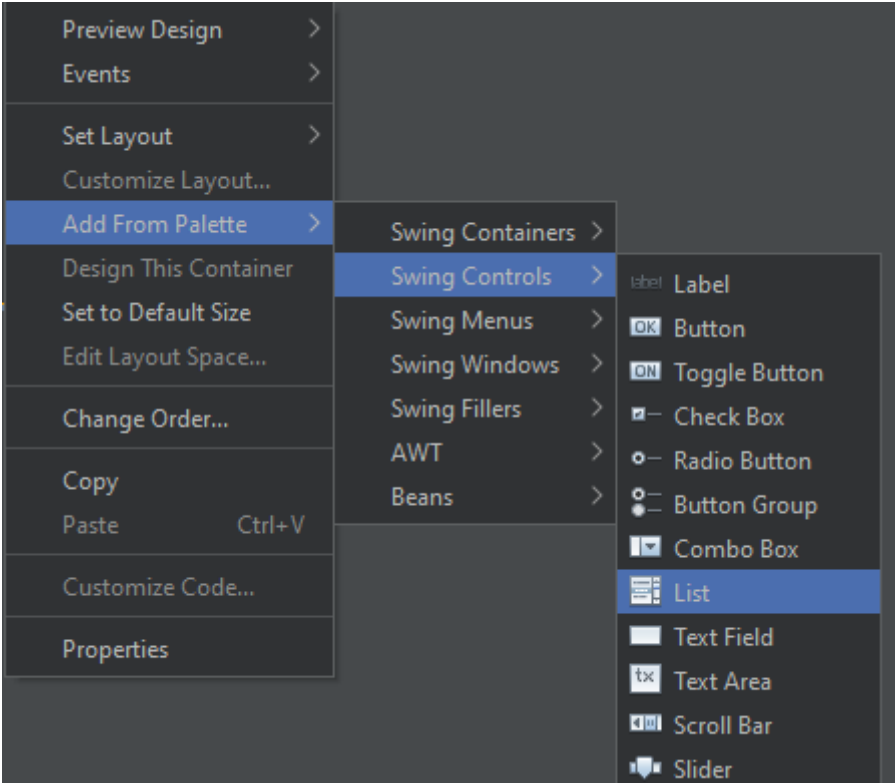 Preview Design
Events
Set Layout
Customize Layout...
Add From Palette
Design This Container
Set to Default Size
Edit Layout Space...
Change Order...
Copy
Paste Ctrl+V
Customize Code...
Properties
Swing Containers
Swing Controls
Swing Menus
Swing Windows
Swing Fillers
AWT
Beans
label Label
OK Button
ON Toggle Button
Check Box
Radio Button
Button Group
Combo Box
List
Text Field
tx Text Area
Scroll Bar
Slider